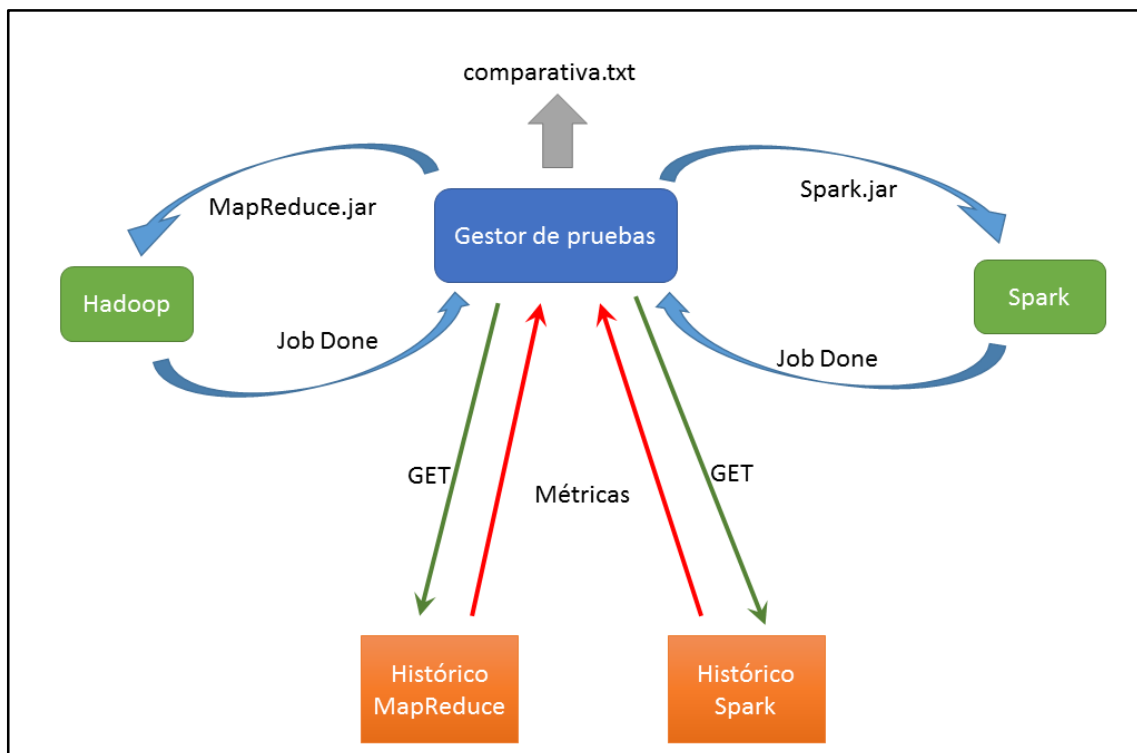 comparativa.txt
MapReduce.jar
Spark.jar
Gestor de pruebas
Hadoop
Spark
Job Done
Job Done
GET
Métricas
GET
Histórico
MapReduce
Histórico
Spark